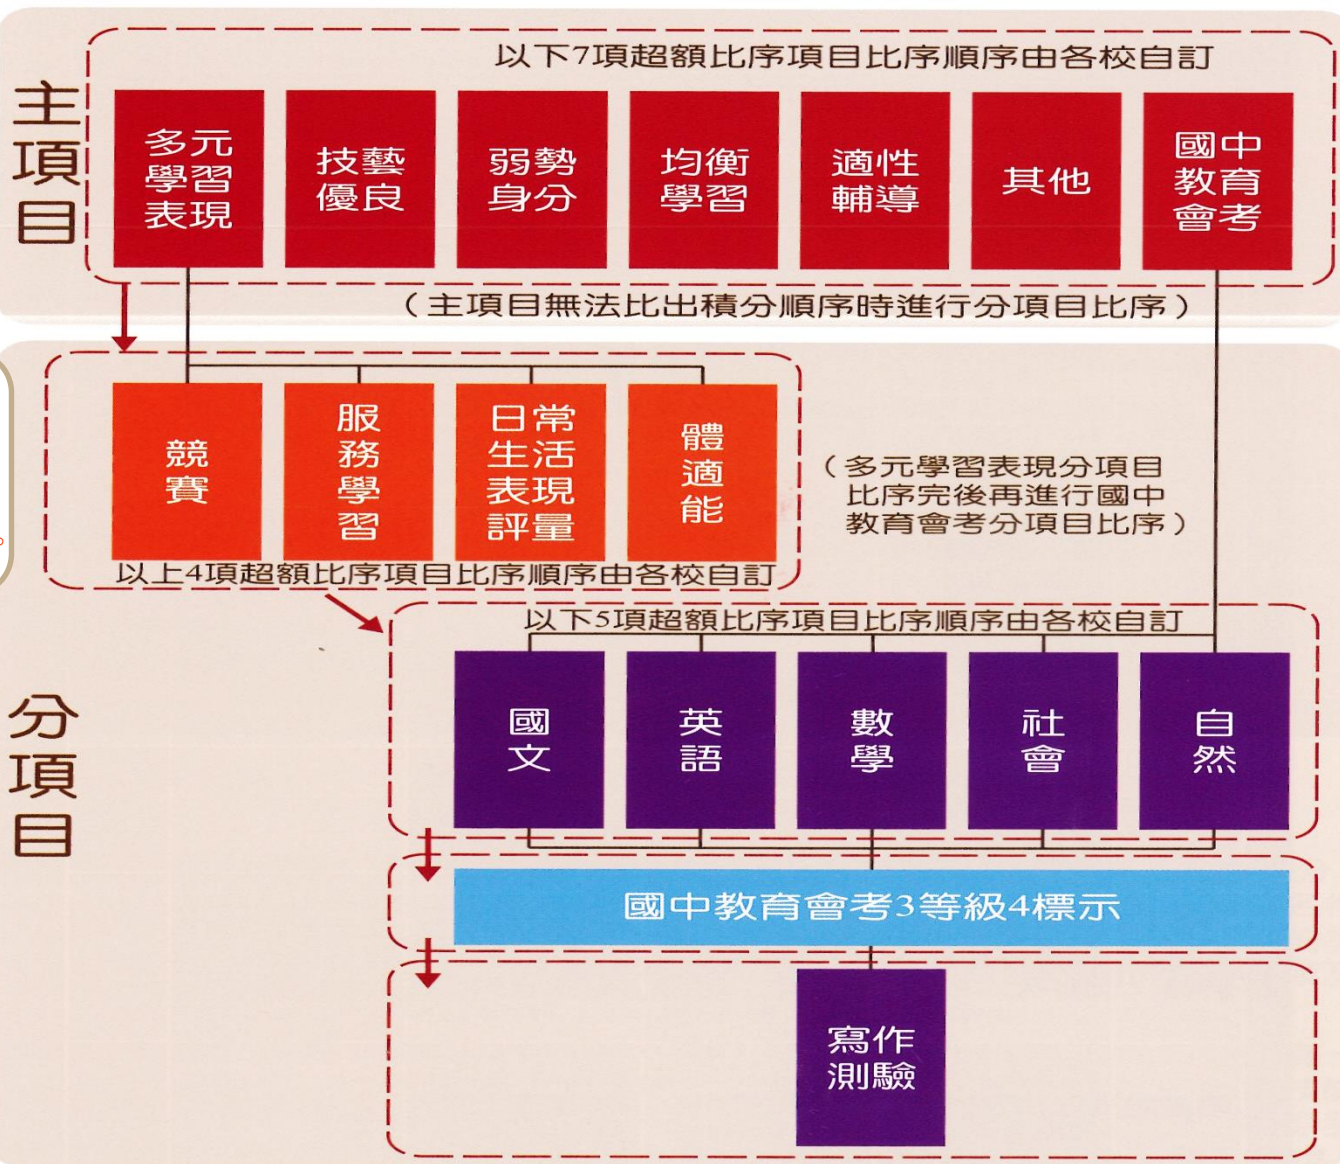 主項目
以下7項超額比序項目比序順序由各校自訂
多元
學習
表現
技藝
優良
弱勢
身分
均衡
學習
適性
輔導
其他
國中
教育
會考
（主項目無法比出積分順序時進行分項目比序）
分項目
競賽
服務學習
日常
生活
表現
評量
體適能
以上4項超額比序項目比序順序由各校自訂
（多元學習表現分項目
比序完後再進行國中
教育會考分項目比序）
以下5項超額比序項目比序順序由各校自訂
國文
英語
數學
社會
自然
國中教育會考3等級4標示
寫作
測驗